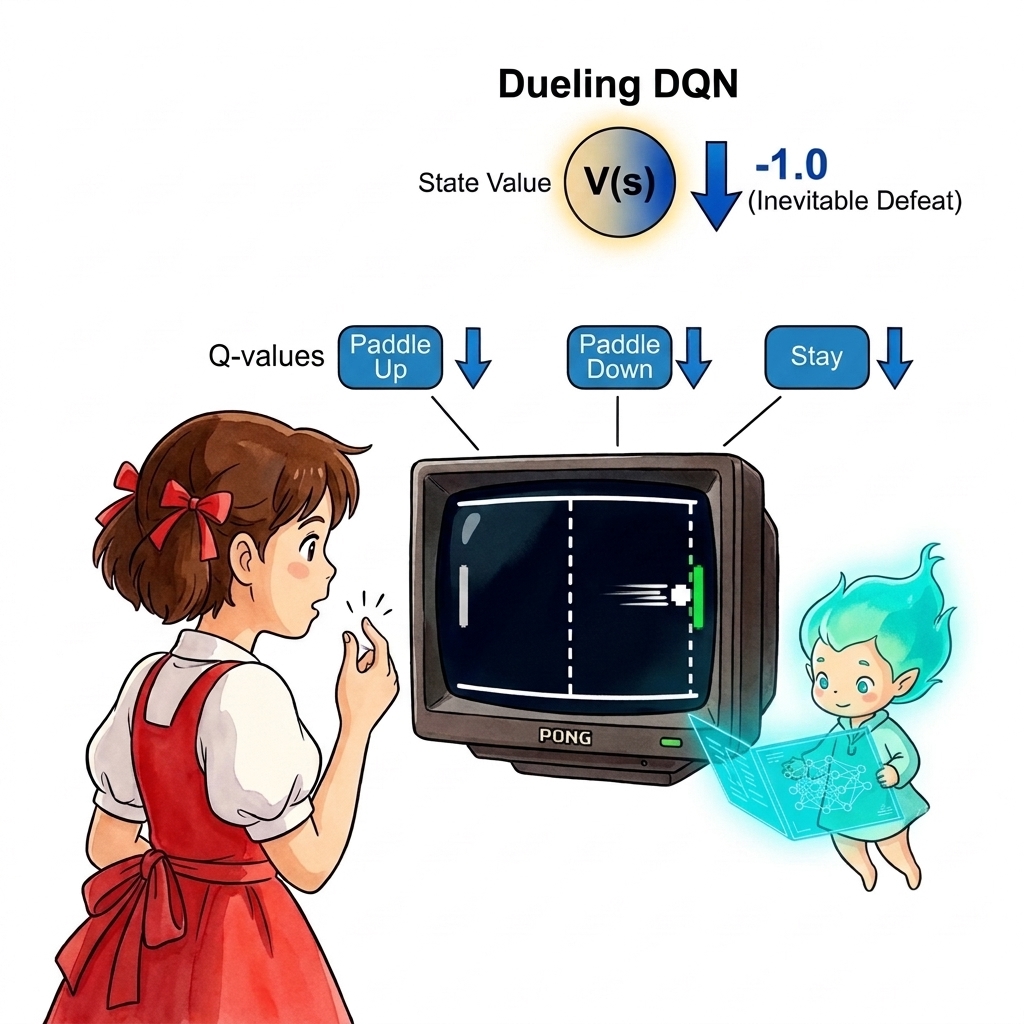 Dueling DQN
State Value
V(s)
-1.0
(Inevitable Defeat)
Q-values
Paddle
Up
Paddle
Down
Stay
PONG